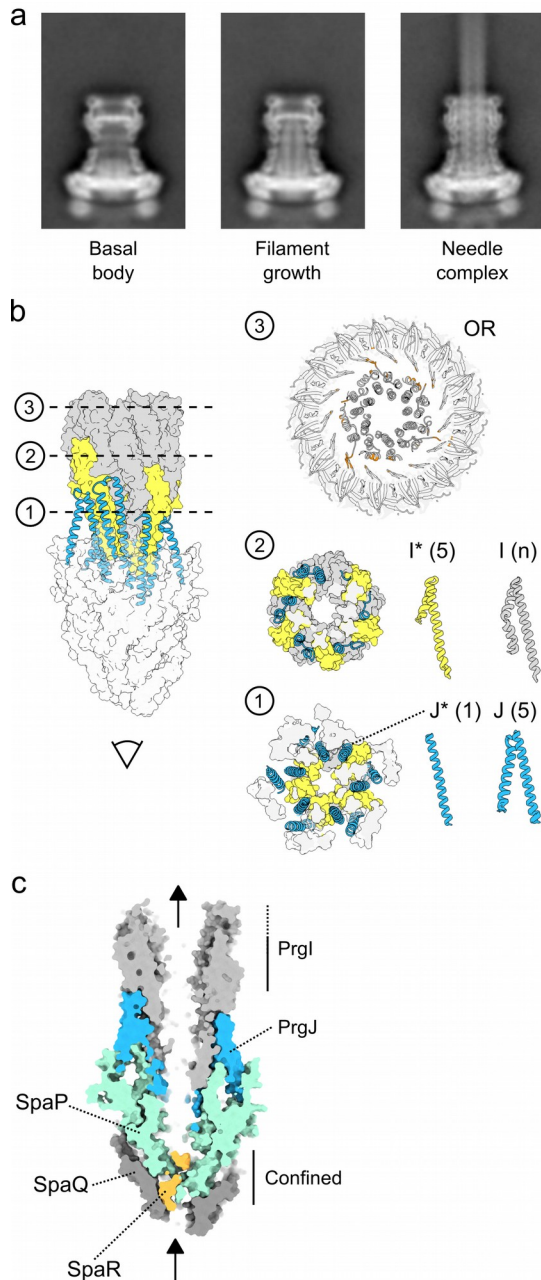 a
Basal
body
Filament
growth
Needle
complex
b
3
2
1
3
OR
2
I* (5)
I (n)
1
J* (1)
J (5)
c
PrgI
PrgJ
SpaP
SpaQ
Confined
SpaR